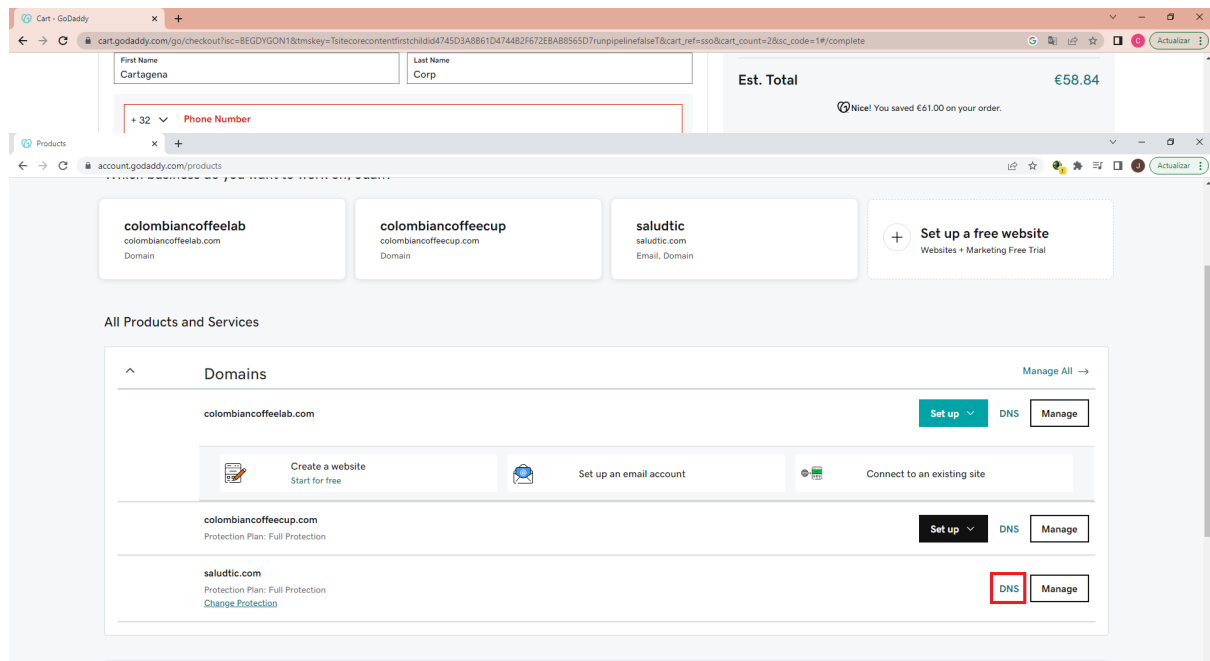 Cart - GoDaddy
cart.godaddy.com/go/checkout?isc=BEGDYGON1&tmskey=Tsitecorecontentfirstchildid4745D3A8B61D4744B2F672EBAB8565D7runpipelinefalseT&cart_ref=sso&cart_count=2&sc_code=1#/complete
C
Actualizar
First Name
Cartagena
Last Name
Corp
Est. Total
€58.84
Nice! You saved €61.00 on your order.
+ 32
Phone Number
Products
account.godaddy.com/products
J
Actualizar
colombiancoffeelab
colombiancoffeelab.com
Domain
colombiancoffeecup
colombiancoffeecup.com
Domain
saludtic
saludtic.com
Email, Domain
Set up a free website
Websites + Marketing Free Trial
All Products and Services
Domains
Manage All →
colombiancoffeelab.com
Set up
DNS
Manage
Create a website
Start for free
Set up an email account
Connect to an existing site
colombiancoffeecup.com
Protection Plan: Full Protection
Set up
DNS
Manage
saludtic.com
Protection Plan: Full Protection
Change Protection
DNS
Manage